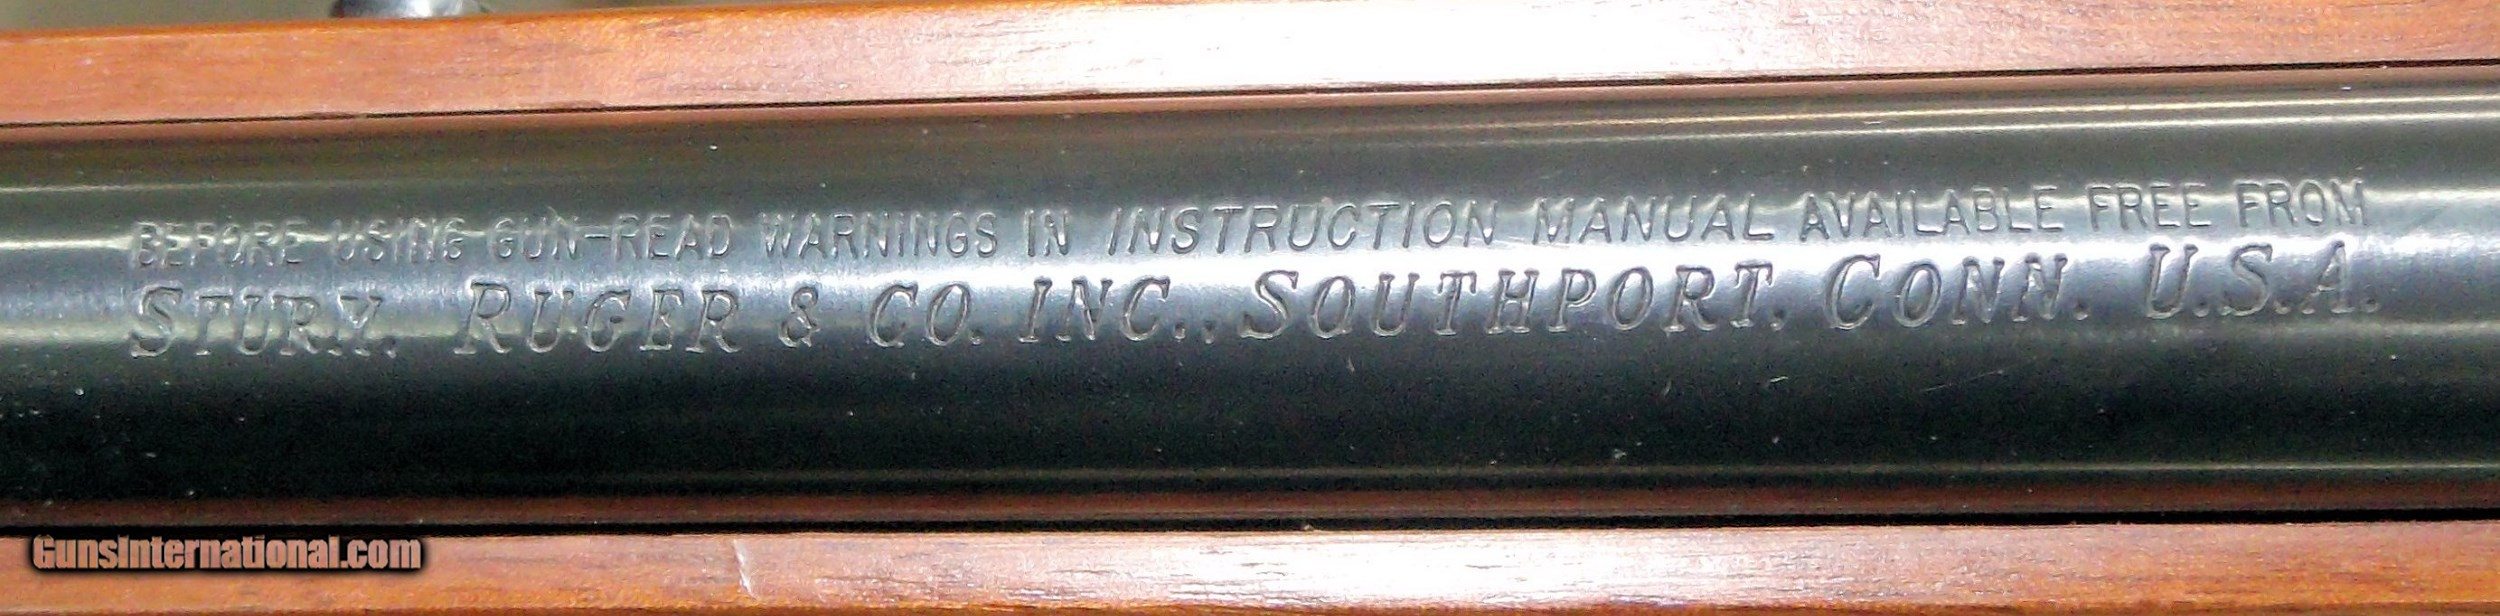 BEFORE USING GUN-READ WARNINGS IN INSTRUCTION MANUAL AVAILABLE FREE FROM
STURM, RUGER & CO. INC., SOUTHPORT, CONN. U.S.A.
GunsInternational.com